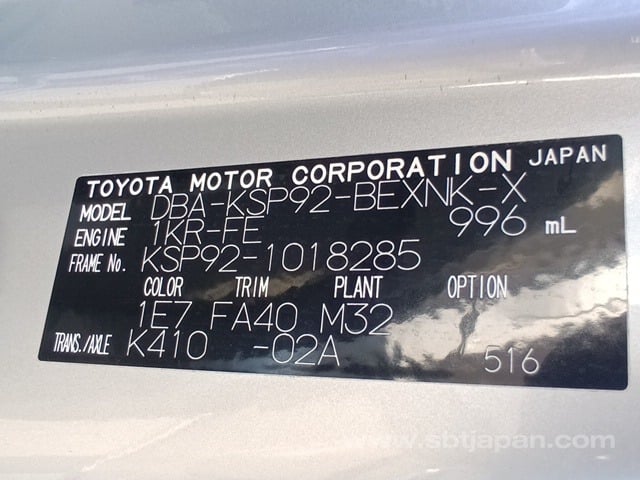 TOYOTA MOTOR CORPORATION JAPAN
MODEL DBA-KSP92-BEXNK-X
ENGINE 1KR-FE 996 mL
FRAME No. KSP92-1018285
COLOR TRIM PLANT OPTION
1E7 FA40 M32
TRANS./AXLE K410 -02A 516
www.sbtjapan.com